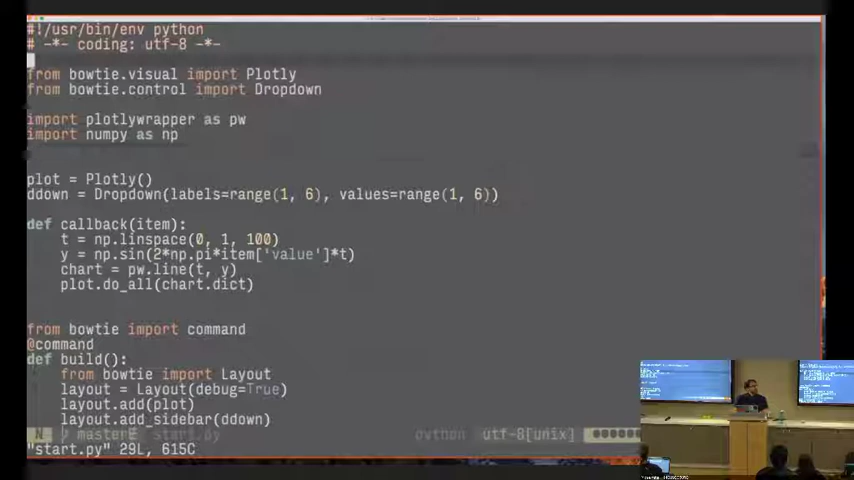 #!/usr/bin/env python
# -*- coding: utf-8 -*-
from bowtie.visual import Plotly
from bowtie.control import Dropdown
import plotlywrapper as pw
import numpy as np
plot = Plotly()
ddown = Dropdown(labels=range(1, 6), values=range(1, 6))
def callback(item):
    t = np.linspace(0, 1, 100)
    y = np.sin(2*np.pi*item['value']*t)
    chart = pw.line(t, y)
    plot.do_all(chart.dict)
from bowtie import command
@command
def build():
    from bowtie import Layout
    layout = Layout(debug=True)
    layout.add(plot)
    layout.add_sidebar(ddown)
N master start.py python utf-8[unix]
"start.py" 29L, 615C